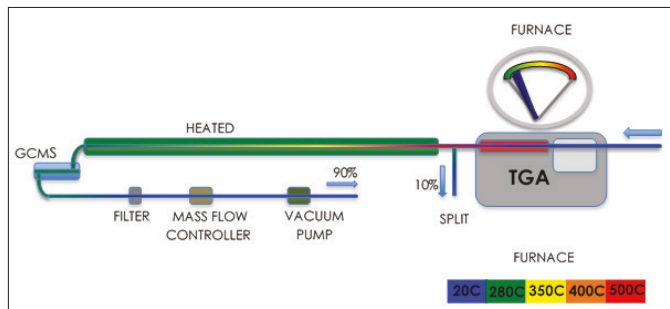 FURNACE
HEATED
GCMS
TGA
90%
10%
FILTER
MASS FLOW
CONTROLLER
VACUUM
PUMP
SPLIT
FURNACE
20C 280C 350C 400C 500C